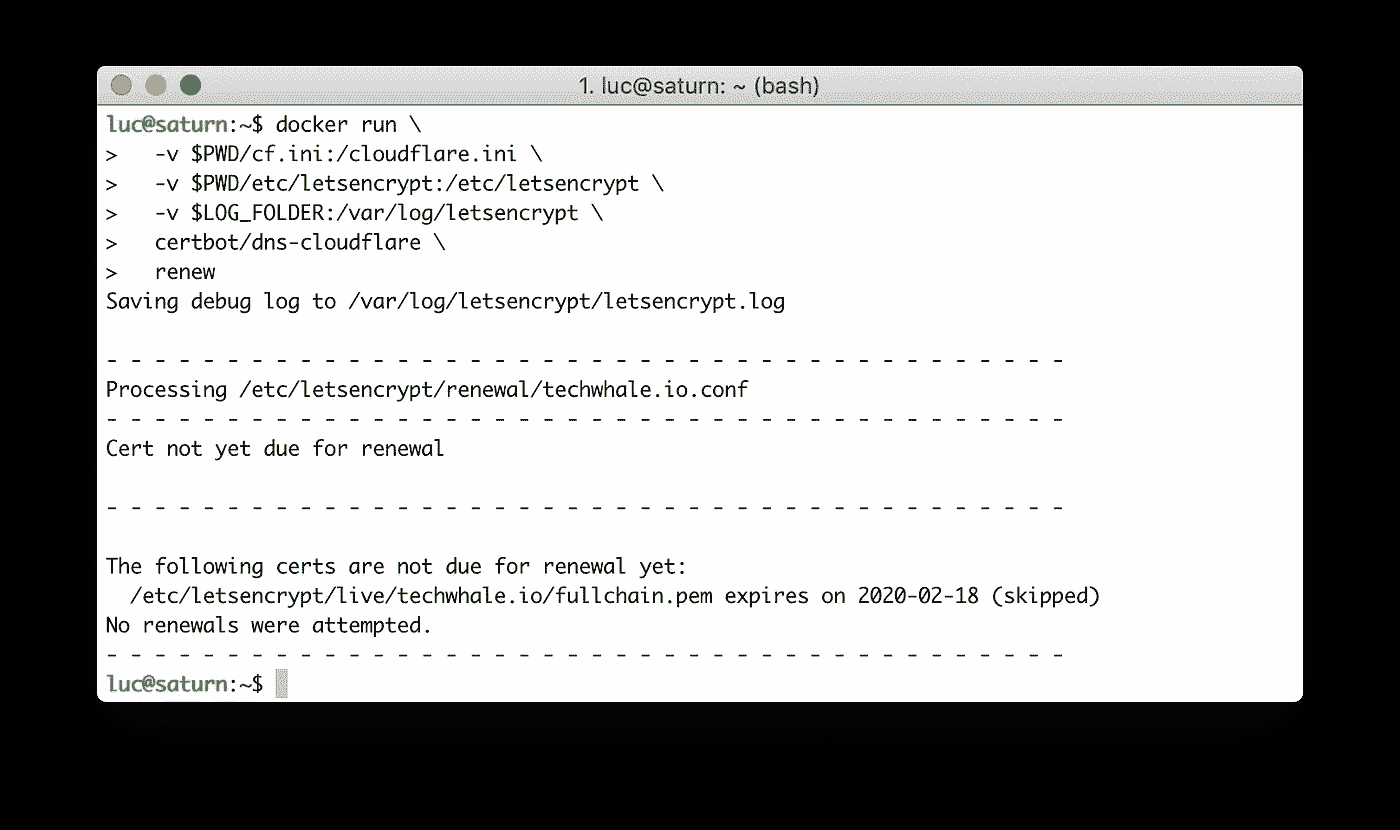 1. luc@saturn: ~ (bash)
luc@saturn:~$ docker run \
>   -v $PWD/cf.ini:/cloudflare.ini \
>   -v $PWD/etc/letsencrypt:/etc/letsencrypt \
>   -v $LOG_FOLDER:/var/log/letsencrypt \
>   certbot/dns-cloudflare \
>   renew
Saving debug log to /var/log/letsencrypt/letsencrypt.log
- - - - - - - - - - - - - - - - - - - - - - - - - - - - - - - - - - - - - - - -
Processing /etc/letsencrypt/renewal/techwhale.io.conf
- - - - - - - - - - - - - - - - - - - - - - - - - - - - - - - - - - - - - - - -
Cert not yet due for renewal
- - - - - - - - - - - - - - - - - - - - - - - - - - - - - - - - - - - - - - - -
The following certs are not due for renewal yet:
  /etc/letsencrypt/live/techwhale.io/fullchain.pem expires on 2020-02-18 (skipped)
No renewals were attempted.
- - - - - - - - - - - - - - - - - - - - - - - - - - - - - - - - - - - - - - - -
luc@saturn:~$